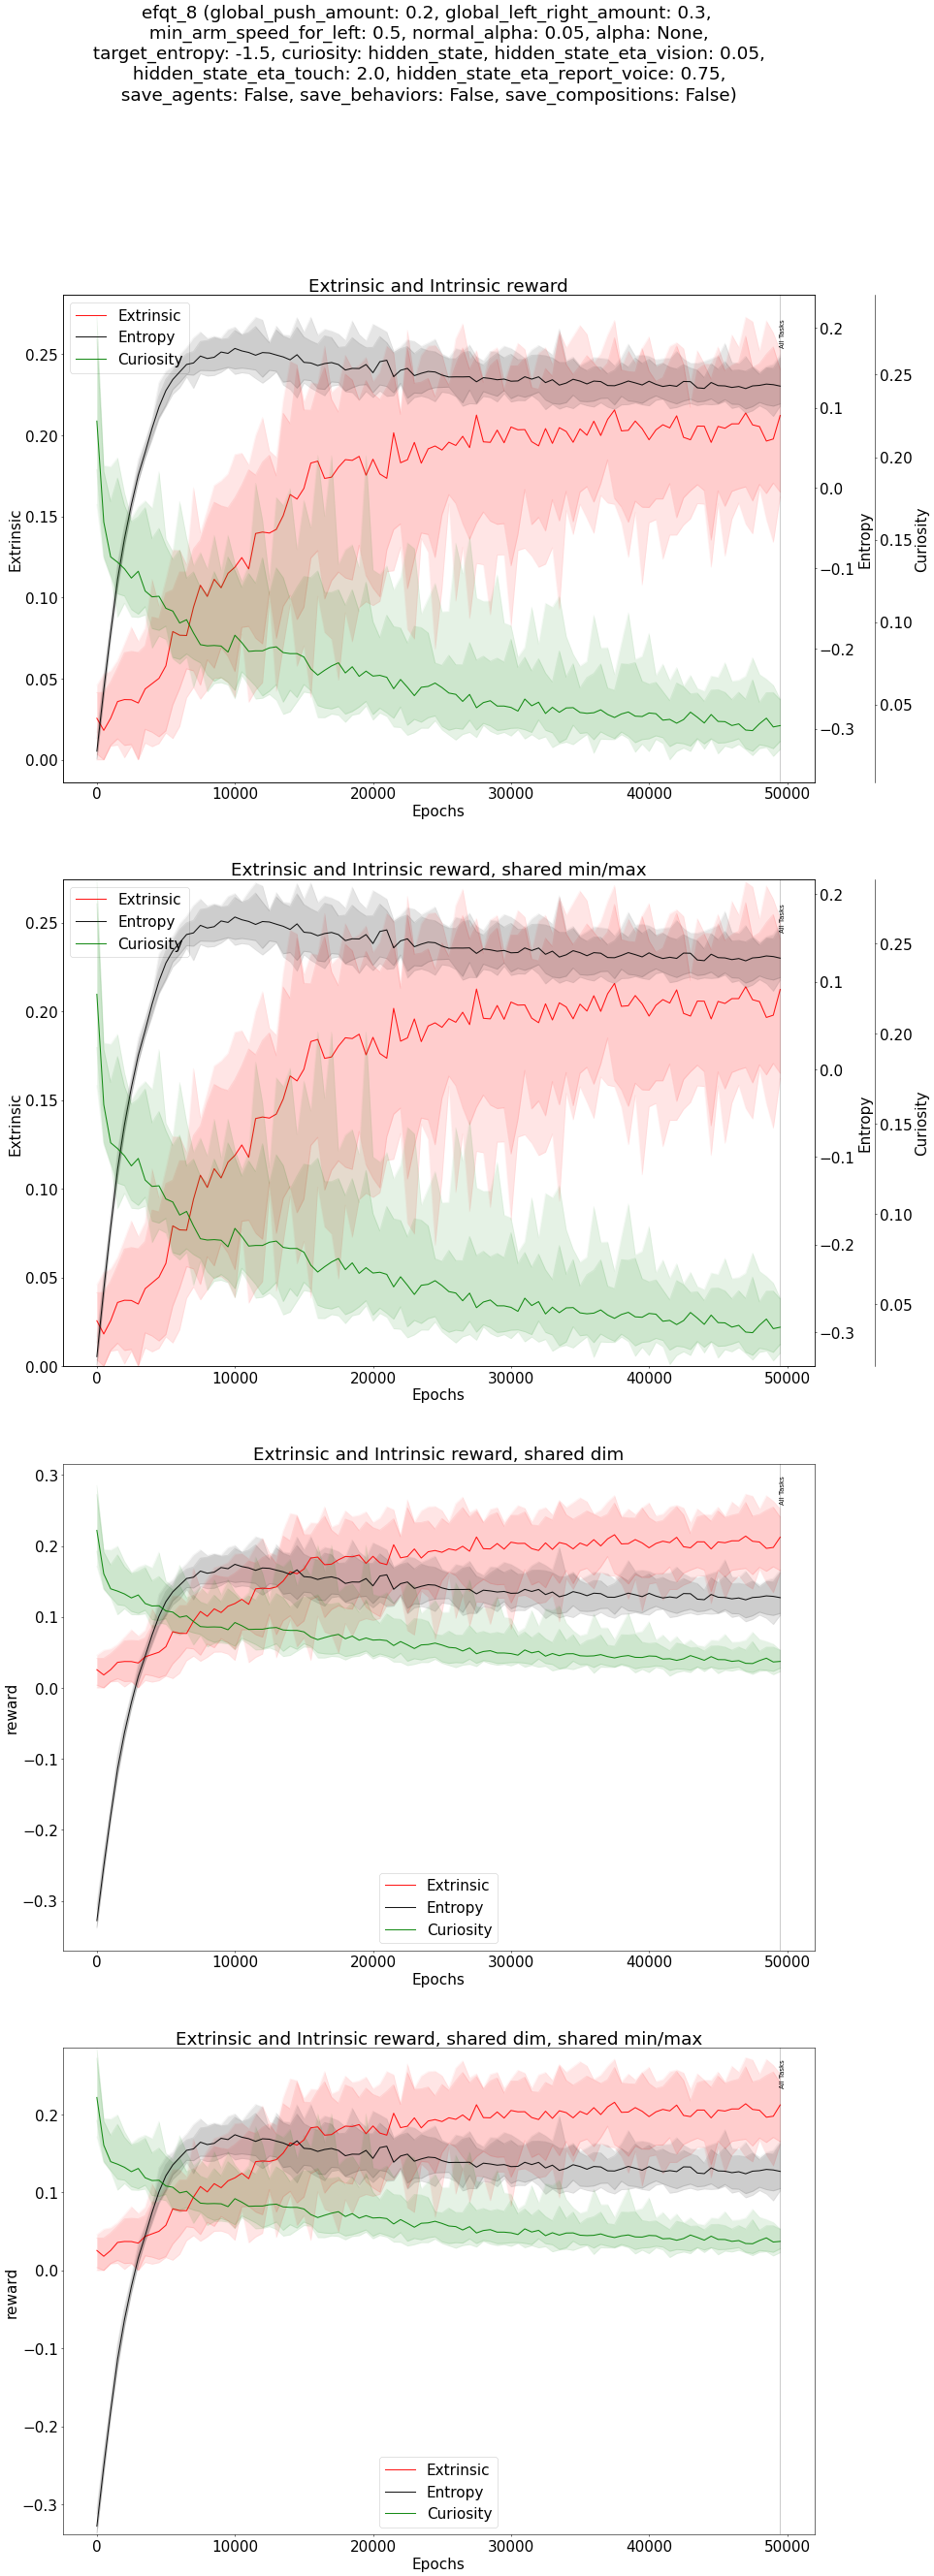 efqt_8 (global_push_amount: 0.2, global_left_right_amount: 0.3,
min_arm_speed_for_left: 0.5, normal_alpha: 0.05, alpha: None,
target_entropy: -1.5, curiosity: hidden_state, hidden_state_eta_vision: 0.05,
hidden_state_eta_touch: 2.0, hidden_state_eta_report_voice: 0.75,
save_agents: False, save_behaviors: False, save_compositions: False)
Extrinsic and Intrinsic reward
Extrinsic
Entropy
Curiosity
All Tasks
0.25
0.20
0.15
0.10
0.05
0.00
Extrinsic
0.2
0.1
0.0
−0.1
−0.2
−0.3
Entropy
0.25
0.20
0.15
0.10
0.05
Curiosity
0 10000 20000 30000 40000 50000
Epochs
Extrinsic and Intrinsic reward, shared min/max
Extrinsic
Entropy
Curiosity
All Tasks
0.25
0.20
0.15
0.10
0.05
0.00
Extrinsic
0.2
0.1
0.0
−0.1
−0.2
−0.3
Entropy
0.25
0.20
0.15
0.10
0.05
Curiosity
0 10000 20000 30000 40000 50000
Epochs
Extrinsic and Intrinsic reward, shared dim
All Tasks
0.3
0.2
0.1
0.0
−0.1
−0.2
−0.3
reward
Extrinsic
Entropy
Curiosity
0 10000 20000 30000 40000 50000
Epochs
Extrinsic and Intrinsic reward, shared dim, shared min/max
All Tasks
0.2
0.1
0.0
−0.1
−0.2
−0.3
reward
Extrinsic
Entropy
Curiosity
0 10000 20000 30000 40000 50000
Epochs